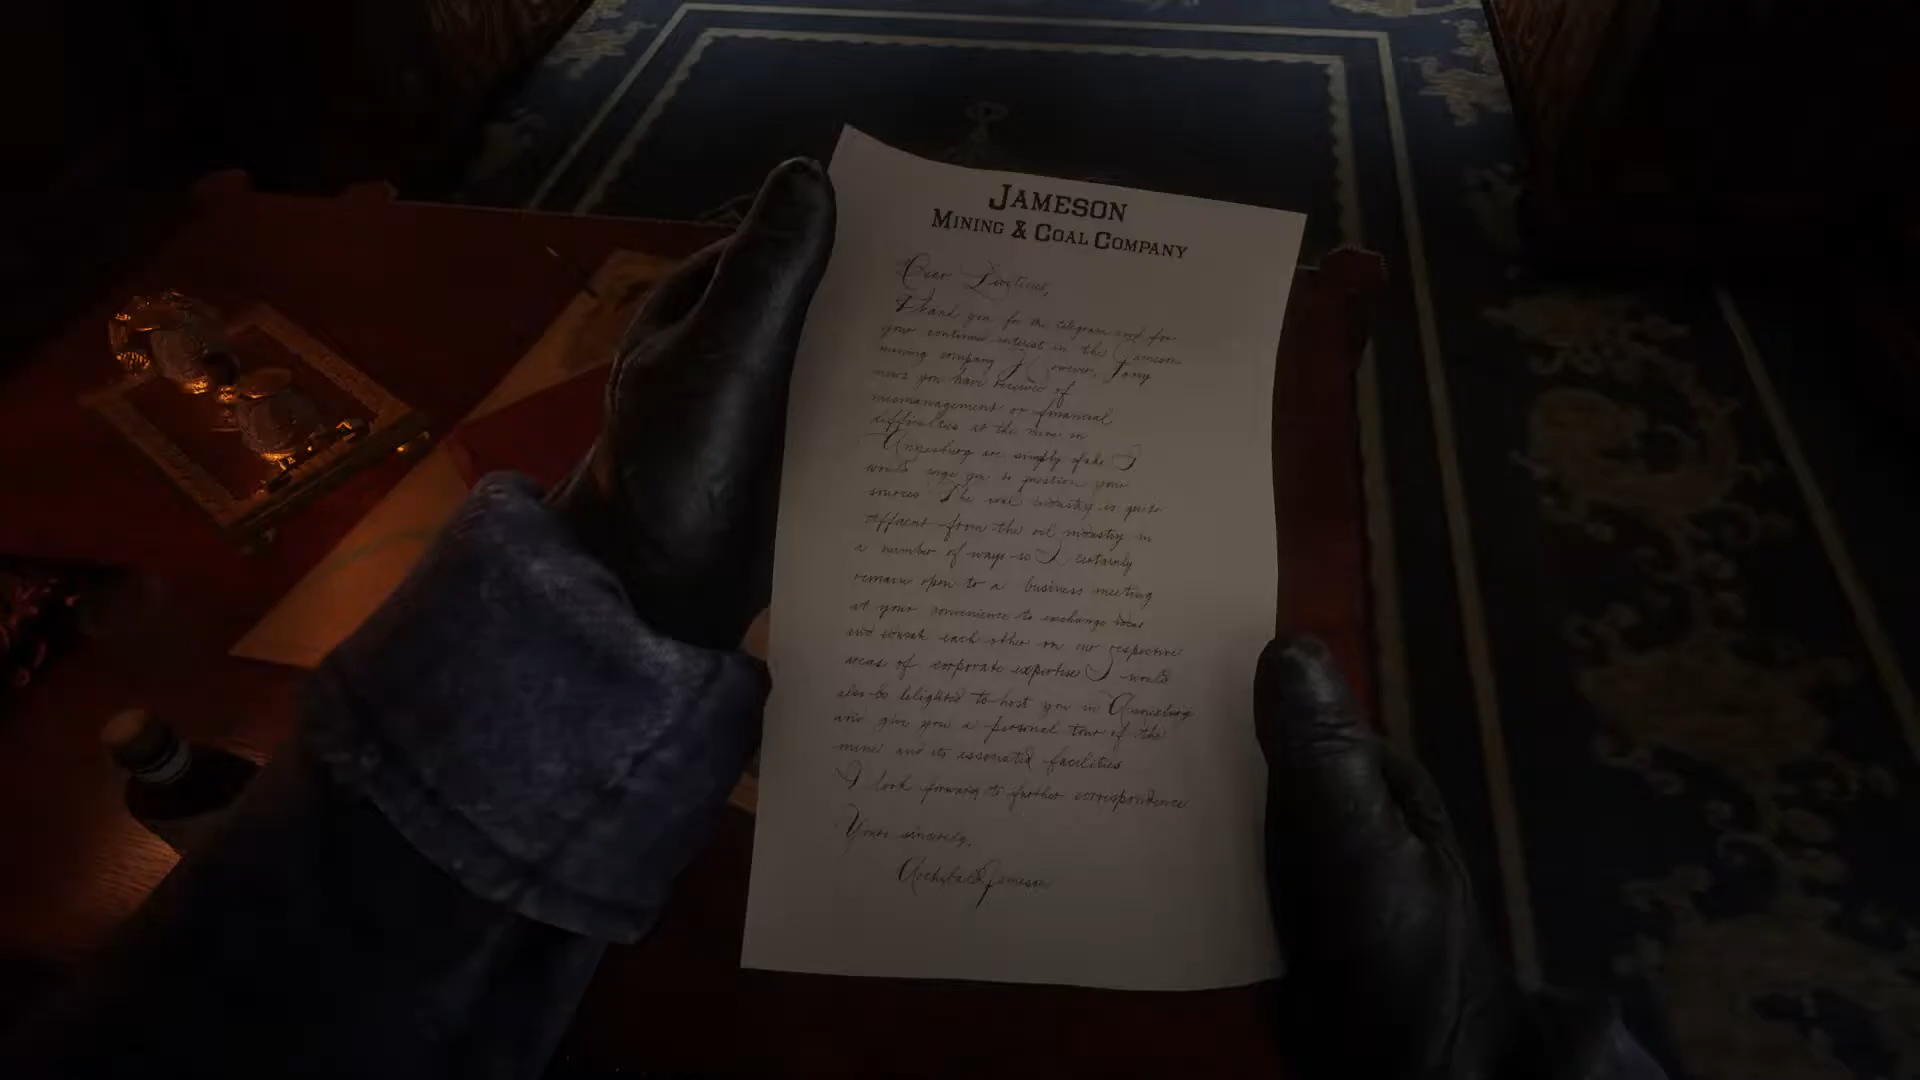 JAMESON
MINING & COAL COMPANY
Dear Leviticus,
Thank you for the telegram and for
your continue interest in the Jameson
mining company. However, any
news you have received of
mismanagement or financial
difficulties at the mine in
Annesburg are simply fake I
would urge you to question your
sources. The coal industry is quite
different from the oil industry in
a number of ways so I certainly
remain open to a business meeting
at your convenience to exchange ideas
and consult each other on our respective
areas of corporate expertise I would
also be delighted to host you in Annesburg
and give you a personal tour of the
mine and its associated facilities
I look forward to further correspondence
Yours sincerely,
Archibald Jameson